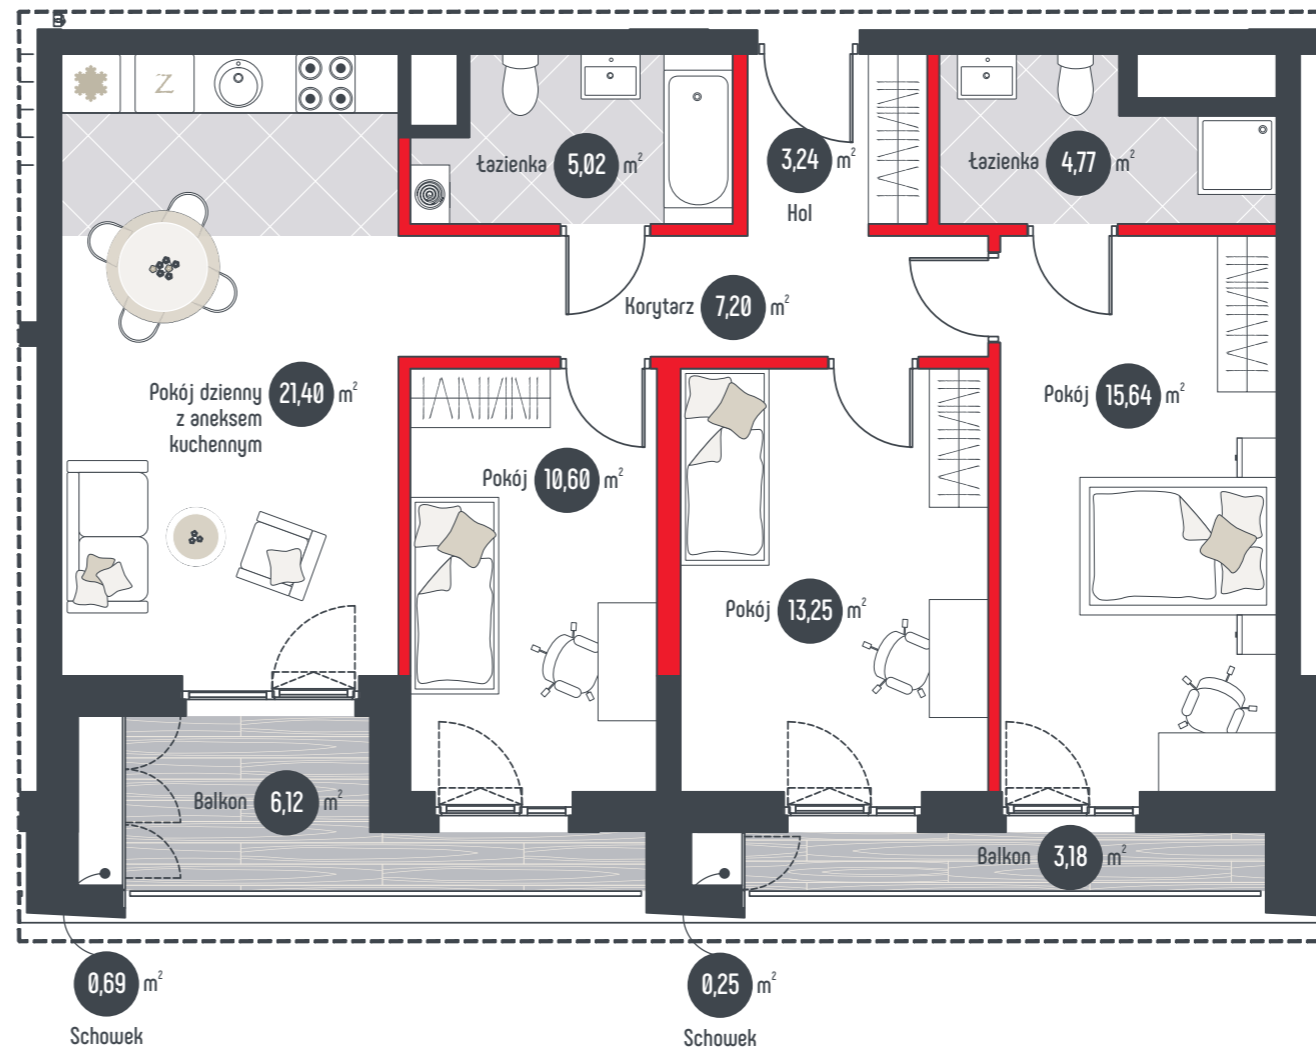 Z
Łazienka 5,02 m²
3,24 m²
Hol
Łazienka 4,77 m²
Korytarz 7,20 m²
Pokój dzienny 21,40 m²
z aneksem
kuchennym
Pokój 15,64 m²
Pokój 10,60 m²
Pokój 13,25 m²
Balkon 6,12 m²
Balkon 3,18 m²
0,69 m²
Schowek
0,25 m²
Schowek